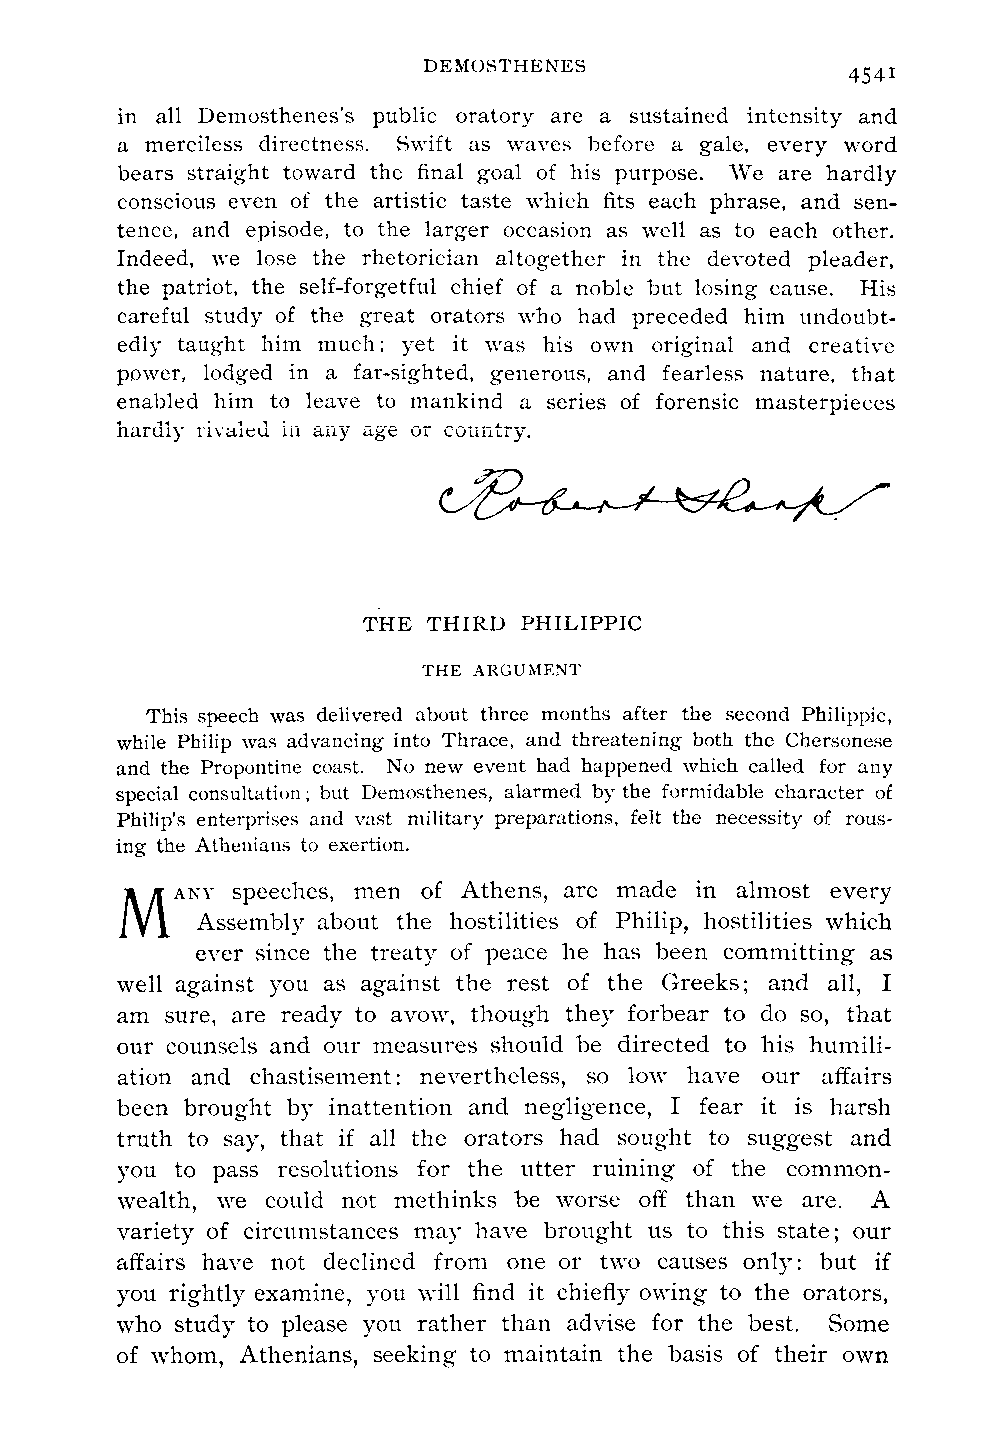 DEMOSTHENES
4541
in all Demosthenes's public oratory are a sustained intensity and
a merciless directness. Swift as waves before a gale, every word
bears straight toward the final goal of his purpose. We are hardly
conscious even of the artistic taste which fits each phrase, and sen-
tence, and episode, to the larger occasion as well as to each other.
Indeed, we lose the rhetorician altogether in the devoted pleader,
the patriot, the self-forgetful chief of a noble but losing cause. His
careful study of the great orators who had preceded him undoubt-
edly taught him much; yet it was his own original and creative
power, lodged in a far-sighted, generous, and fearless nature, that
enabled him to leave to mankind a series of forensic masterpieces
hardly rivaled in any age or country.
Robert Sharp
THE THIRD PHILIPPIC
THE ARGUMENT
This speech was delivered about three months after the second Philippic,
while Philip was advancing into Thrace, and threatening both the Chersonese
and the Propontine coast. No new event had happened which called for any
special consultation; but Demosthenes, alarmed by the formidable character of
Philip's enterprises and vast military preparations, felt the necessity of rous-
ing the Athenians to exertion.
MANY speeches, men of Athens, are made in almost every
Assembly about the hostilities of Philip, hostilities which
ever since the treaty of peace he has been committing as
well against you as against the rest of the Greeks; and all, I
am sure, are ready to avow, though they forbear to do so, that
our counsels and our measures should be directed to his humili-
ation and chastisement: nevertheless, so low have our affairs
been brought by inattention and negligence, I fear it is harsh
truth to say, that if all the orators had sought to suggest and
you to pass resolutions for the utter ruining of the common-
wealth, we could not methinks be worse off than we are. A
variety of circumstances may have brought us to this state; our
affairs have not declined from one or two causes only: but if
you rightly examine, you will find it chiefly owing to the orators,
who study to please you rather than advise for the best. Some
of whom, Athenians, seeking to maintain the basis of their own